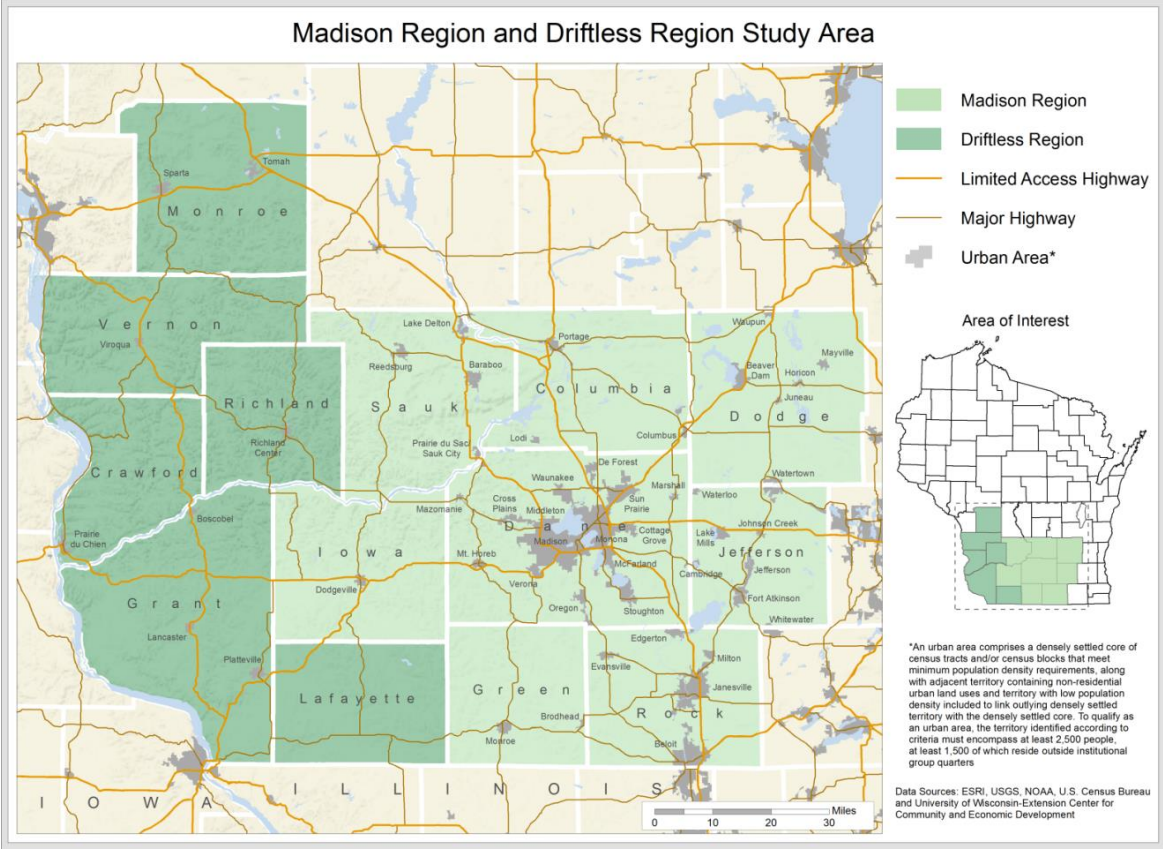 Madison Region and Driftless Region Study Area
Tomah
Sparta
Monroe
Vernon
Viroqua
Lake Delton
Portage
Waupun
Reedsburg
Baraboo
Beaver
Dam
Mayville
Horicon
Juneau
Richland
Sauk
Columbia
Dodge
Richland
Center
Prairie du Sac
Sauk City
Lodi
Columbus
Crawford
De Forest
Waunakee
Marshall
Watertown
Sun
Prairie
Waterloo
Boscobel
Mazomanie
Cross
Plains
Middleton
Dane
Cottage
Grove
Johnson Creek
Lake
Mills
Prairie
du Chien
Iowa
Mt. Horeb
Madison
Monona
McFarland
Jefferson
Cambridge
Jefferson
Dodgeville
Verona
Fort Atkinson
Grant
Oregon
Stoughton
Whitewater
Lancaster
Edgerton
Platteville
Evansville
Milton
Lafayette
Green
Janesville
Brodhead
Rock
Monroe
Beloit
IOWA
ILLINOIS
Miles
0 10 20 30
Madison Region
Driftless Region
Limited Access Highway
Major Highway
Urban Area*
Area of Interest
*An urban area comprises a densely settled core of
census tracts and/or census blocks that meet
minimum population density requirements, along
with adjacent territory containing non-residential
urban land uses and territory with low population
density included to link outlying densely settled
territory with the densely settled core. To qualify as
an urban area, the territory identified according to
criteria must encompass at least 2,500 people,
at least 1,500 of which reside outside institutional
group quarters
Data Sources: ESRI, USGS, NOAA, U.S. Census Bureau
and University of Wisconsin-Extension Center for
Community and Economic Development